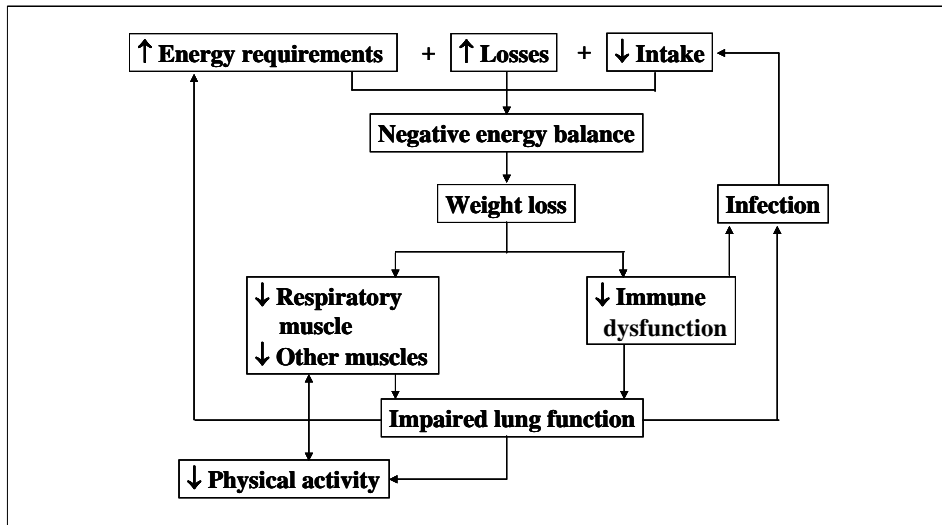 ↑ Energy requirements + ↑ Losses + ↓ Intake
Negative energy balance
Weight loss
Infection
↓ Respiratory
muscle
↓ Other muscles
↓ Immune
dysfunction
Impaired lung function
↓ Physical activity